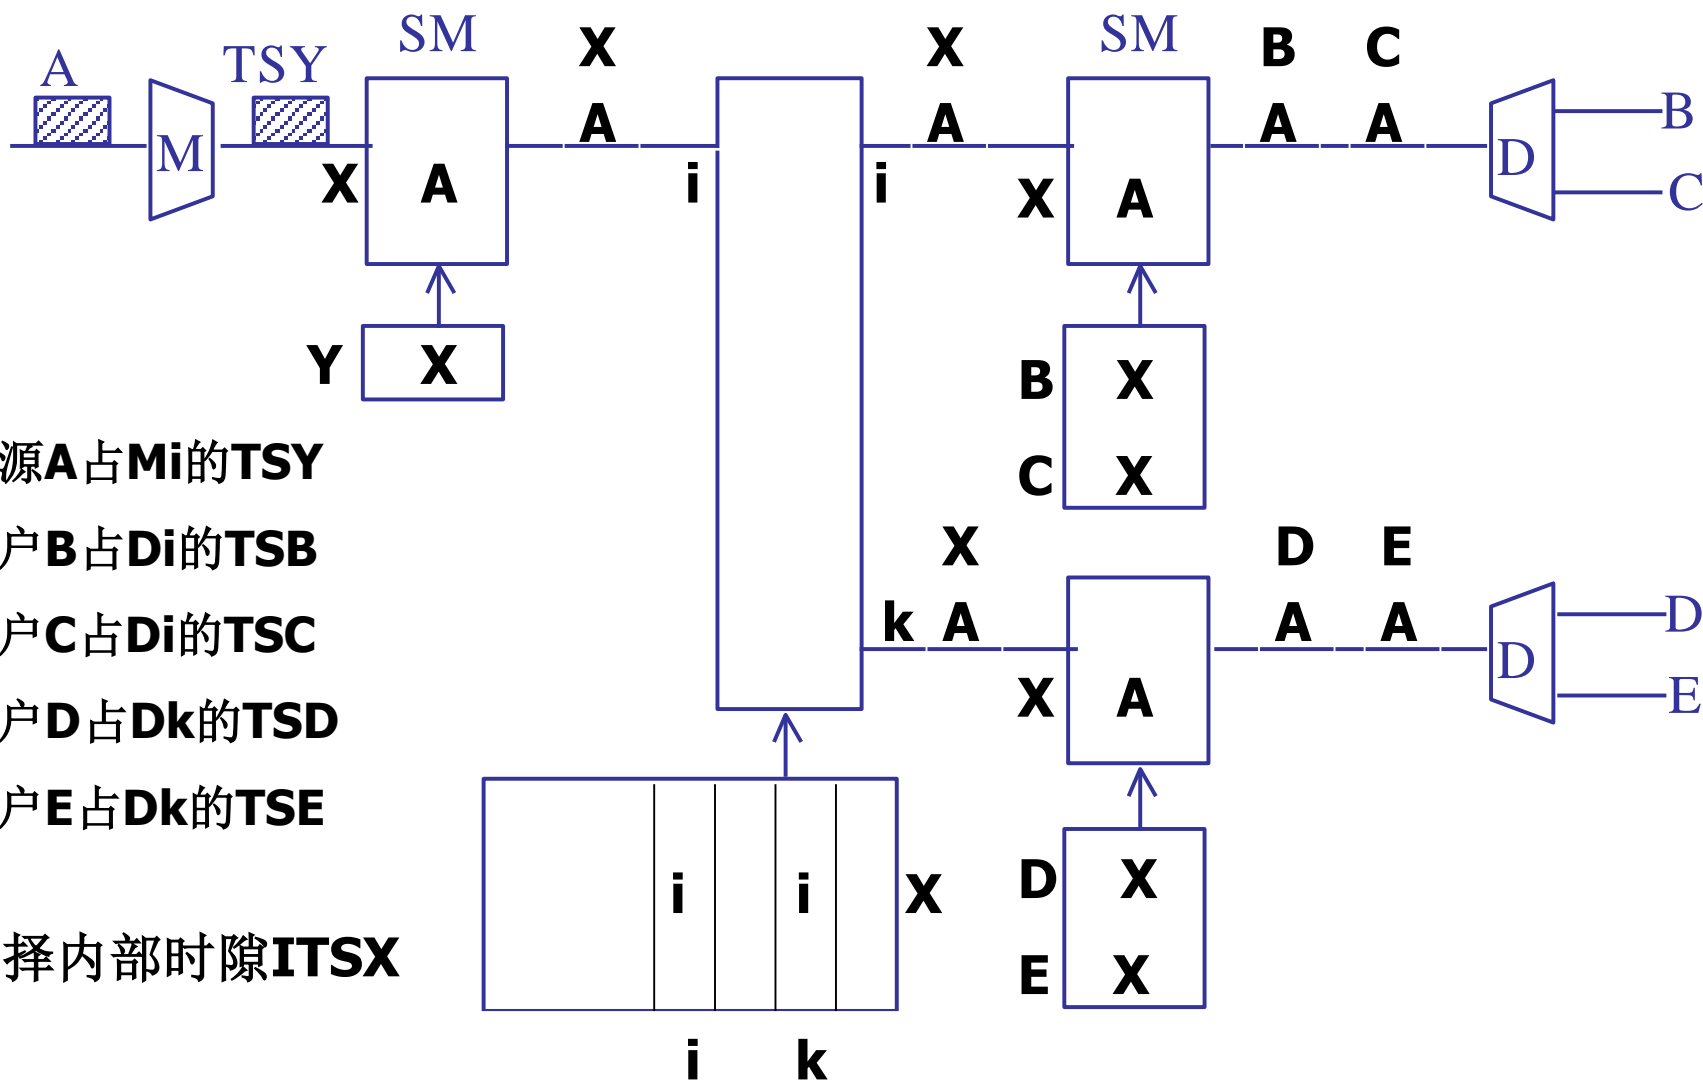 SM
X
X
SM
B
C
A
TSY
A
A
A
A
B
M
D
X
A
i
i
X
A
C
Y
X
B
X
C
X
源A占Mi的TSY
户B占Di的TSB
户C占Di的TSC
户D占Dk的TSD
户E占Dk的TSE
X
D
E
k
A
A
A
D
D
X
A
E
i
i
X
D
X
E
X
择内部时隙ITSX
i
k